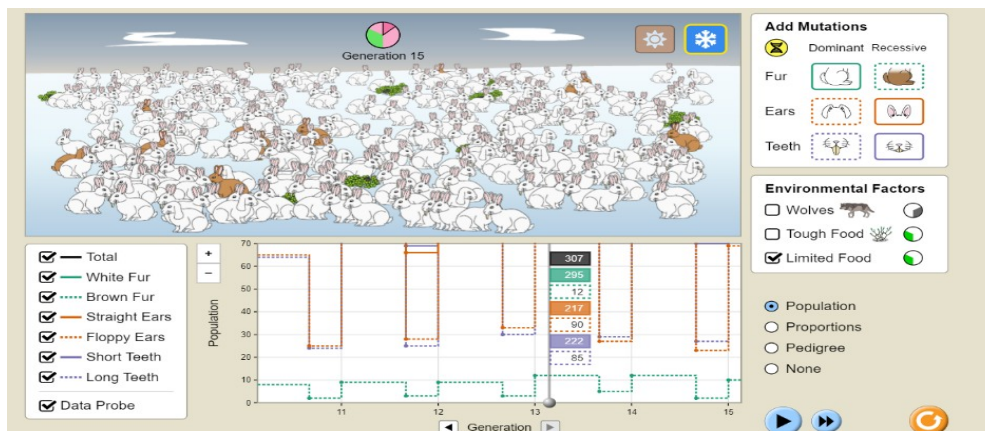 Generation 15
Add Mutations
Dominant Recessive
Fur
Ears
Teeth
Environmental Factors
Wolves
Tough Food
Limited Food
Total
White Fur
Brown Fur
Straight Ears
Floppy Ears
Short Teeth
Long Teeth
Data Probe
+
−
Population
70
60
50
40
30
20
10
0
307
295
12
217
90
222
85
11 12 13 14 15
Generation
Population
Proportions
Pedigree
None